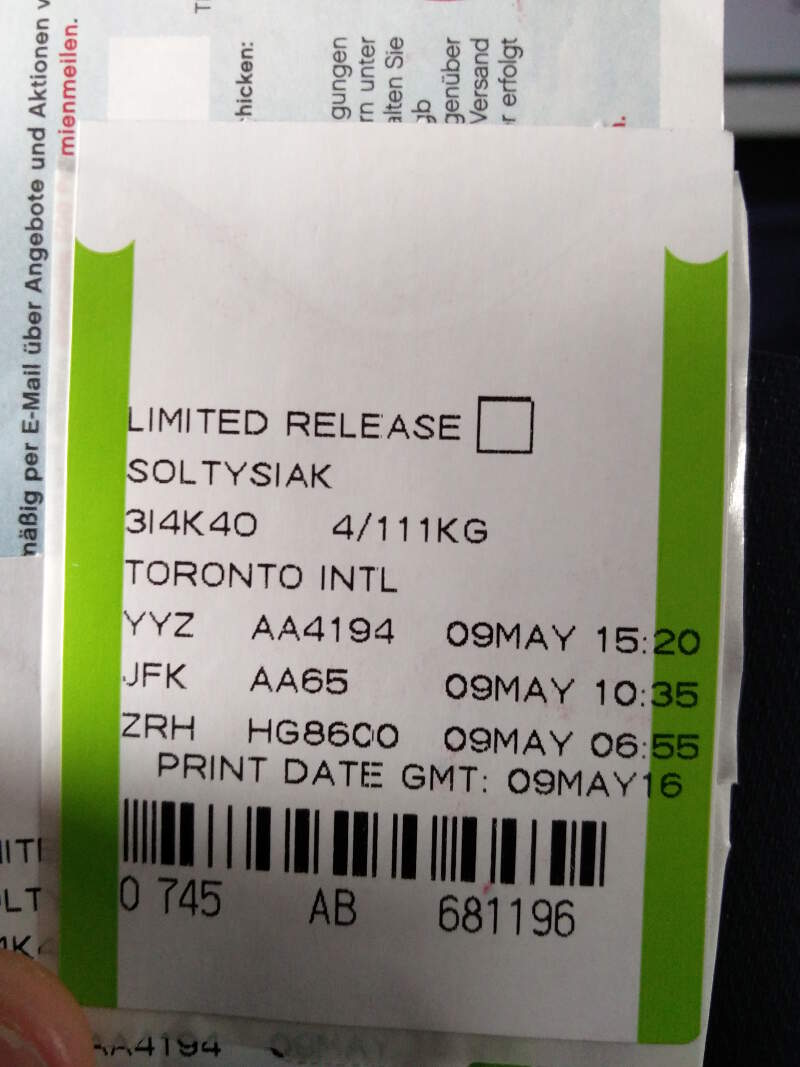 mäßig per E-Mail über Angebote und Aktionen
mienmeilen.
hicken:
gungen
rn unter
alten Sie
gb
genüber
Versand
r erfolgt
LIMITED RELEASE
SOLTYSIAK
3I4K40 4/111KG
TORONTO INTL
YYZ AA4194 09MAY 15:20
JFK AA65 09MAY 10:35
ZRH HG8600 09MAY 06:55
PRINT DATE GMT: 09MAY16
0 745 AB 681196
AA4194 09MAY